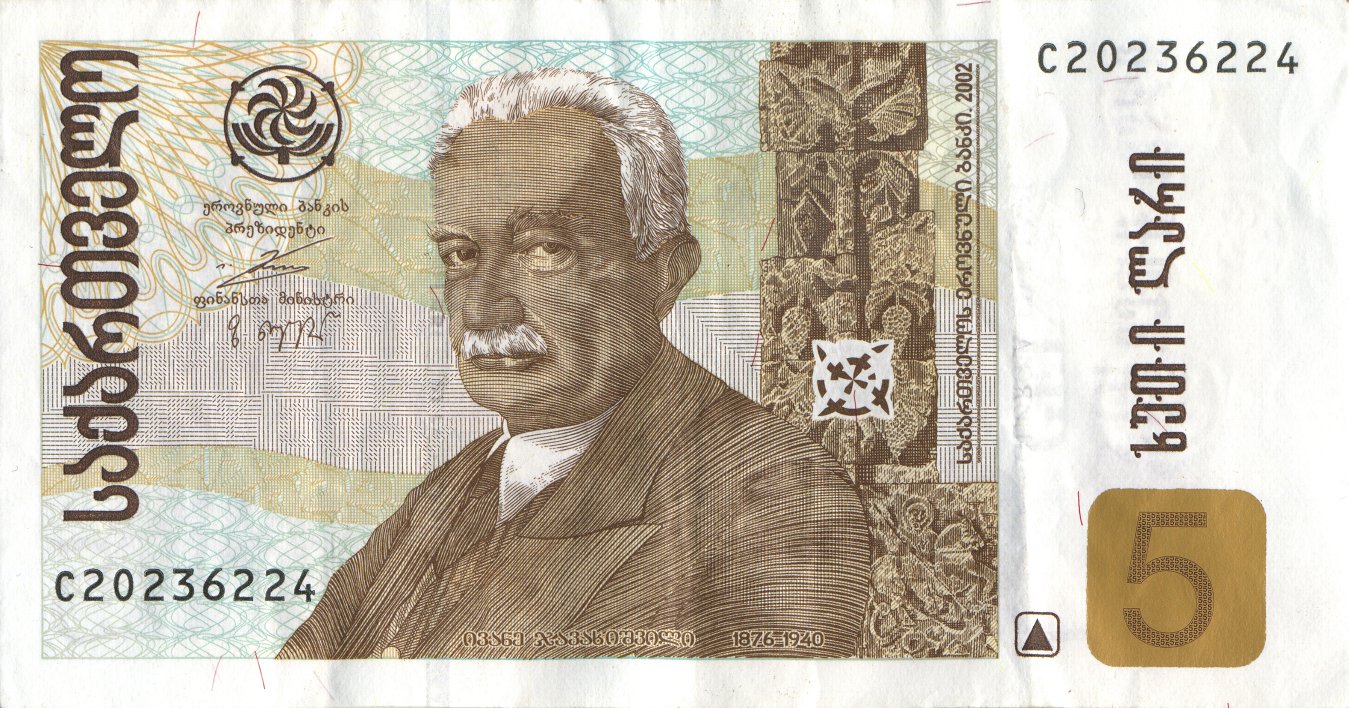 საქართველო
ეროვნული ბანკის
პრეზიდენტი
ფინანსთა მინისტრი
C20236224
ივანე ჯავახიშვილი 1876-1940
საქართველოს ეროვნული ბანკი. 2002
C20236224
ხუთი ლარი
5